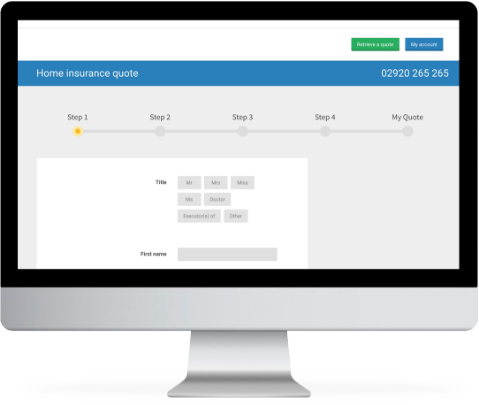 Retrieve a quote My account
Home insurance quote 02920 265 265
Step 1 Step 2 Step 3 Step 4 My Quote
Title Mr Mrs Miss
Ms Doctor
Executor(s) of Other
First name